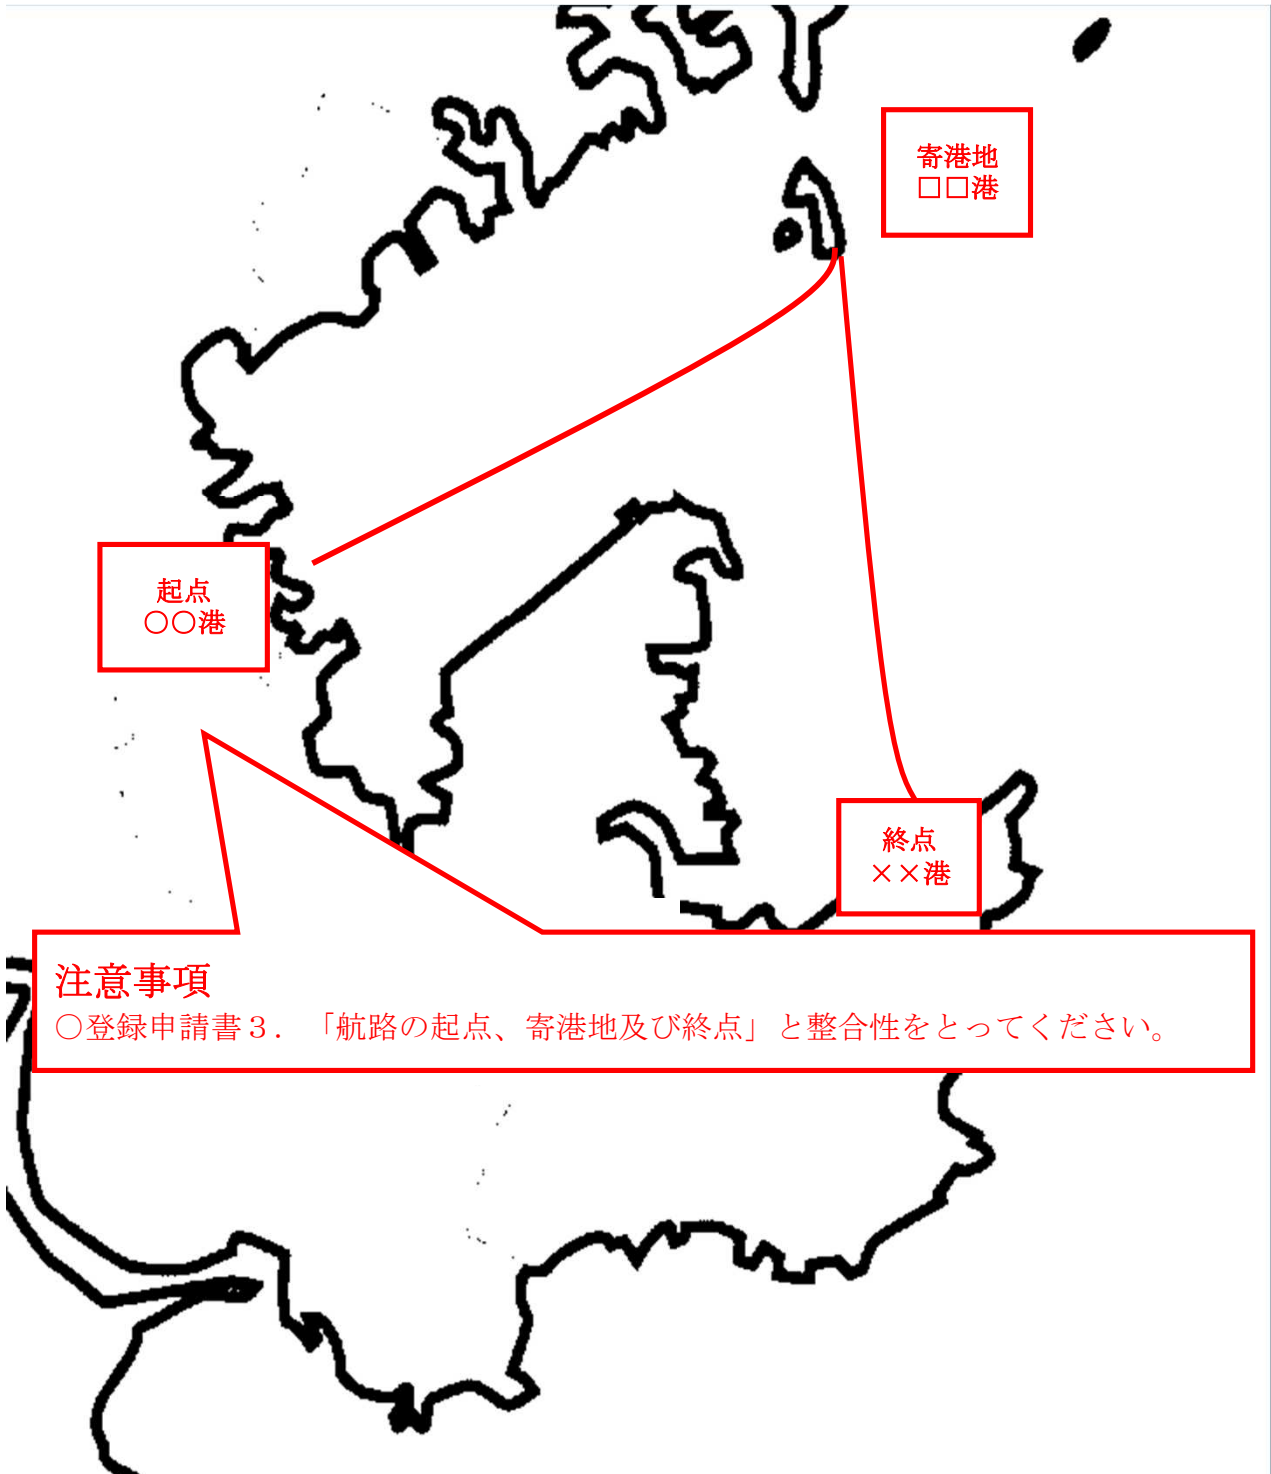 寄港地
□□港
起点
○○港
終点
××港
注意事項
○登録申請書３．「航路の起点、寄港地及び終点」と整合性をとってください。